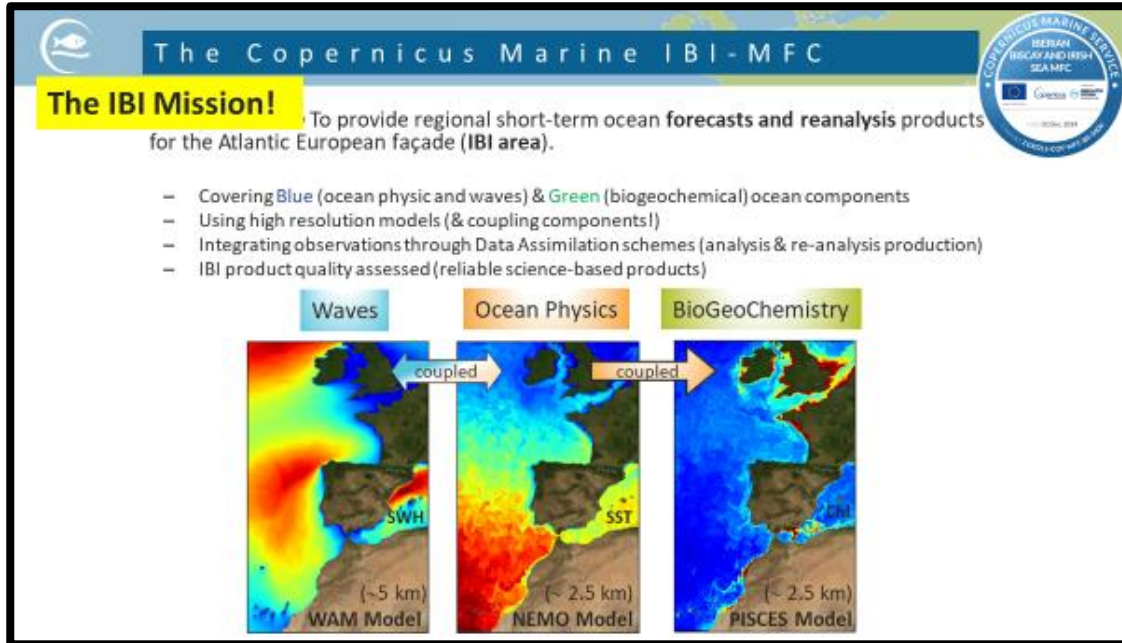 The Copernicus Marine IBI-MFC
COPERNICUS MARINE SERVICE
IBERIAN
BISCAY AND IRISH
SEA MFC
The IBI Mission!
To provide regional short-term ocean forecasts and reanalysis products
for the Atlantic European façade (IBI area).
– Covering Blue (ocean physic and waves) & Green (biogeochemical) ocean components
– Using high resolution models (& coupling components!)
– Integrating observations through Data Assimilation schemes (analysis & re-analysis production)
– IBI product quality assessed (reliable science-based products)
Waves
Ocean Physics
BioGeoChemistry
coupled
coupled
SWH
SST
Chl
(~5 km)
WAM Model
(~ 2.5 km)
NEMO Model
(~ 2.5 km)
PISCES Model